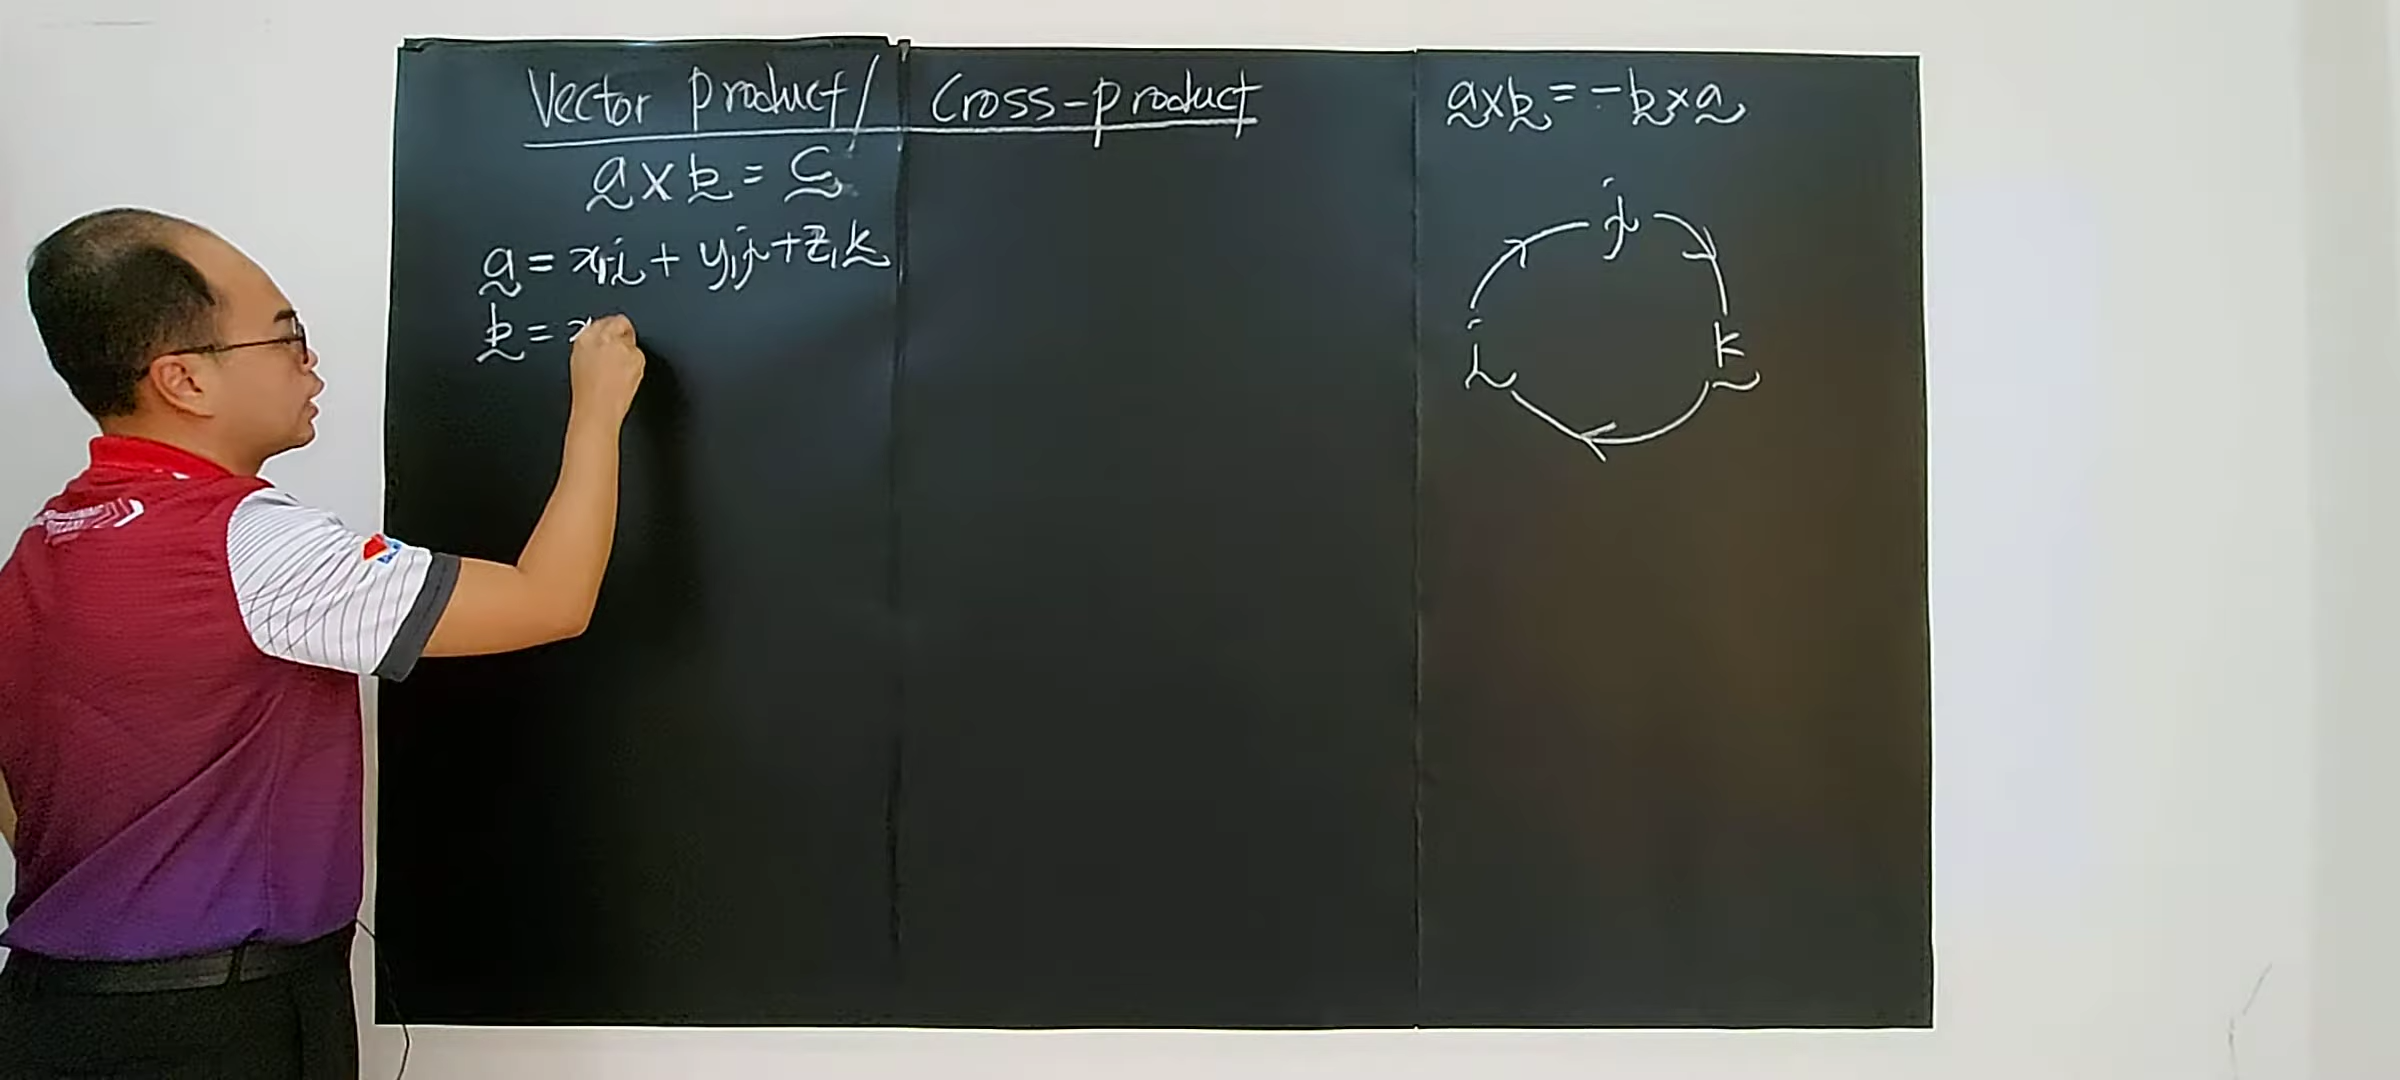 Vector product/ Cross-product
a × b = c
a = x₁i + y₁j + z₁k
b = x
a×b = -b×a
j
i
k